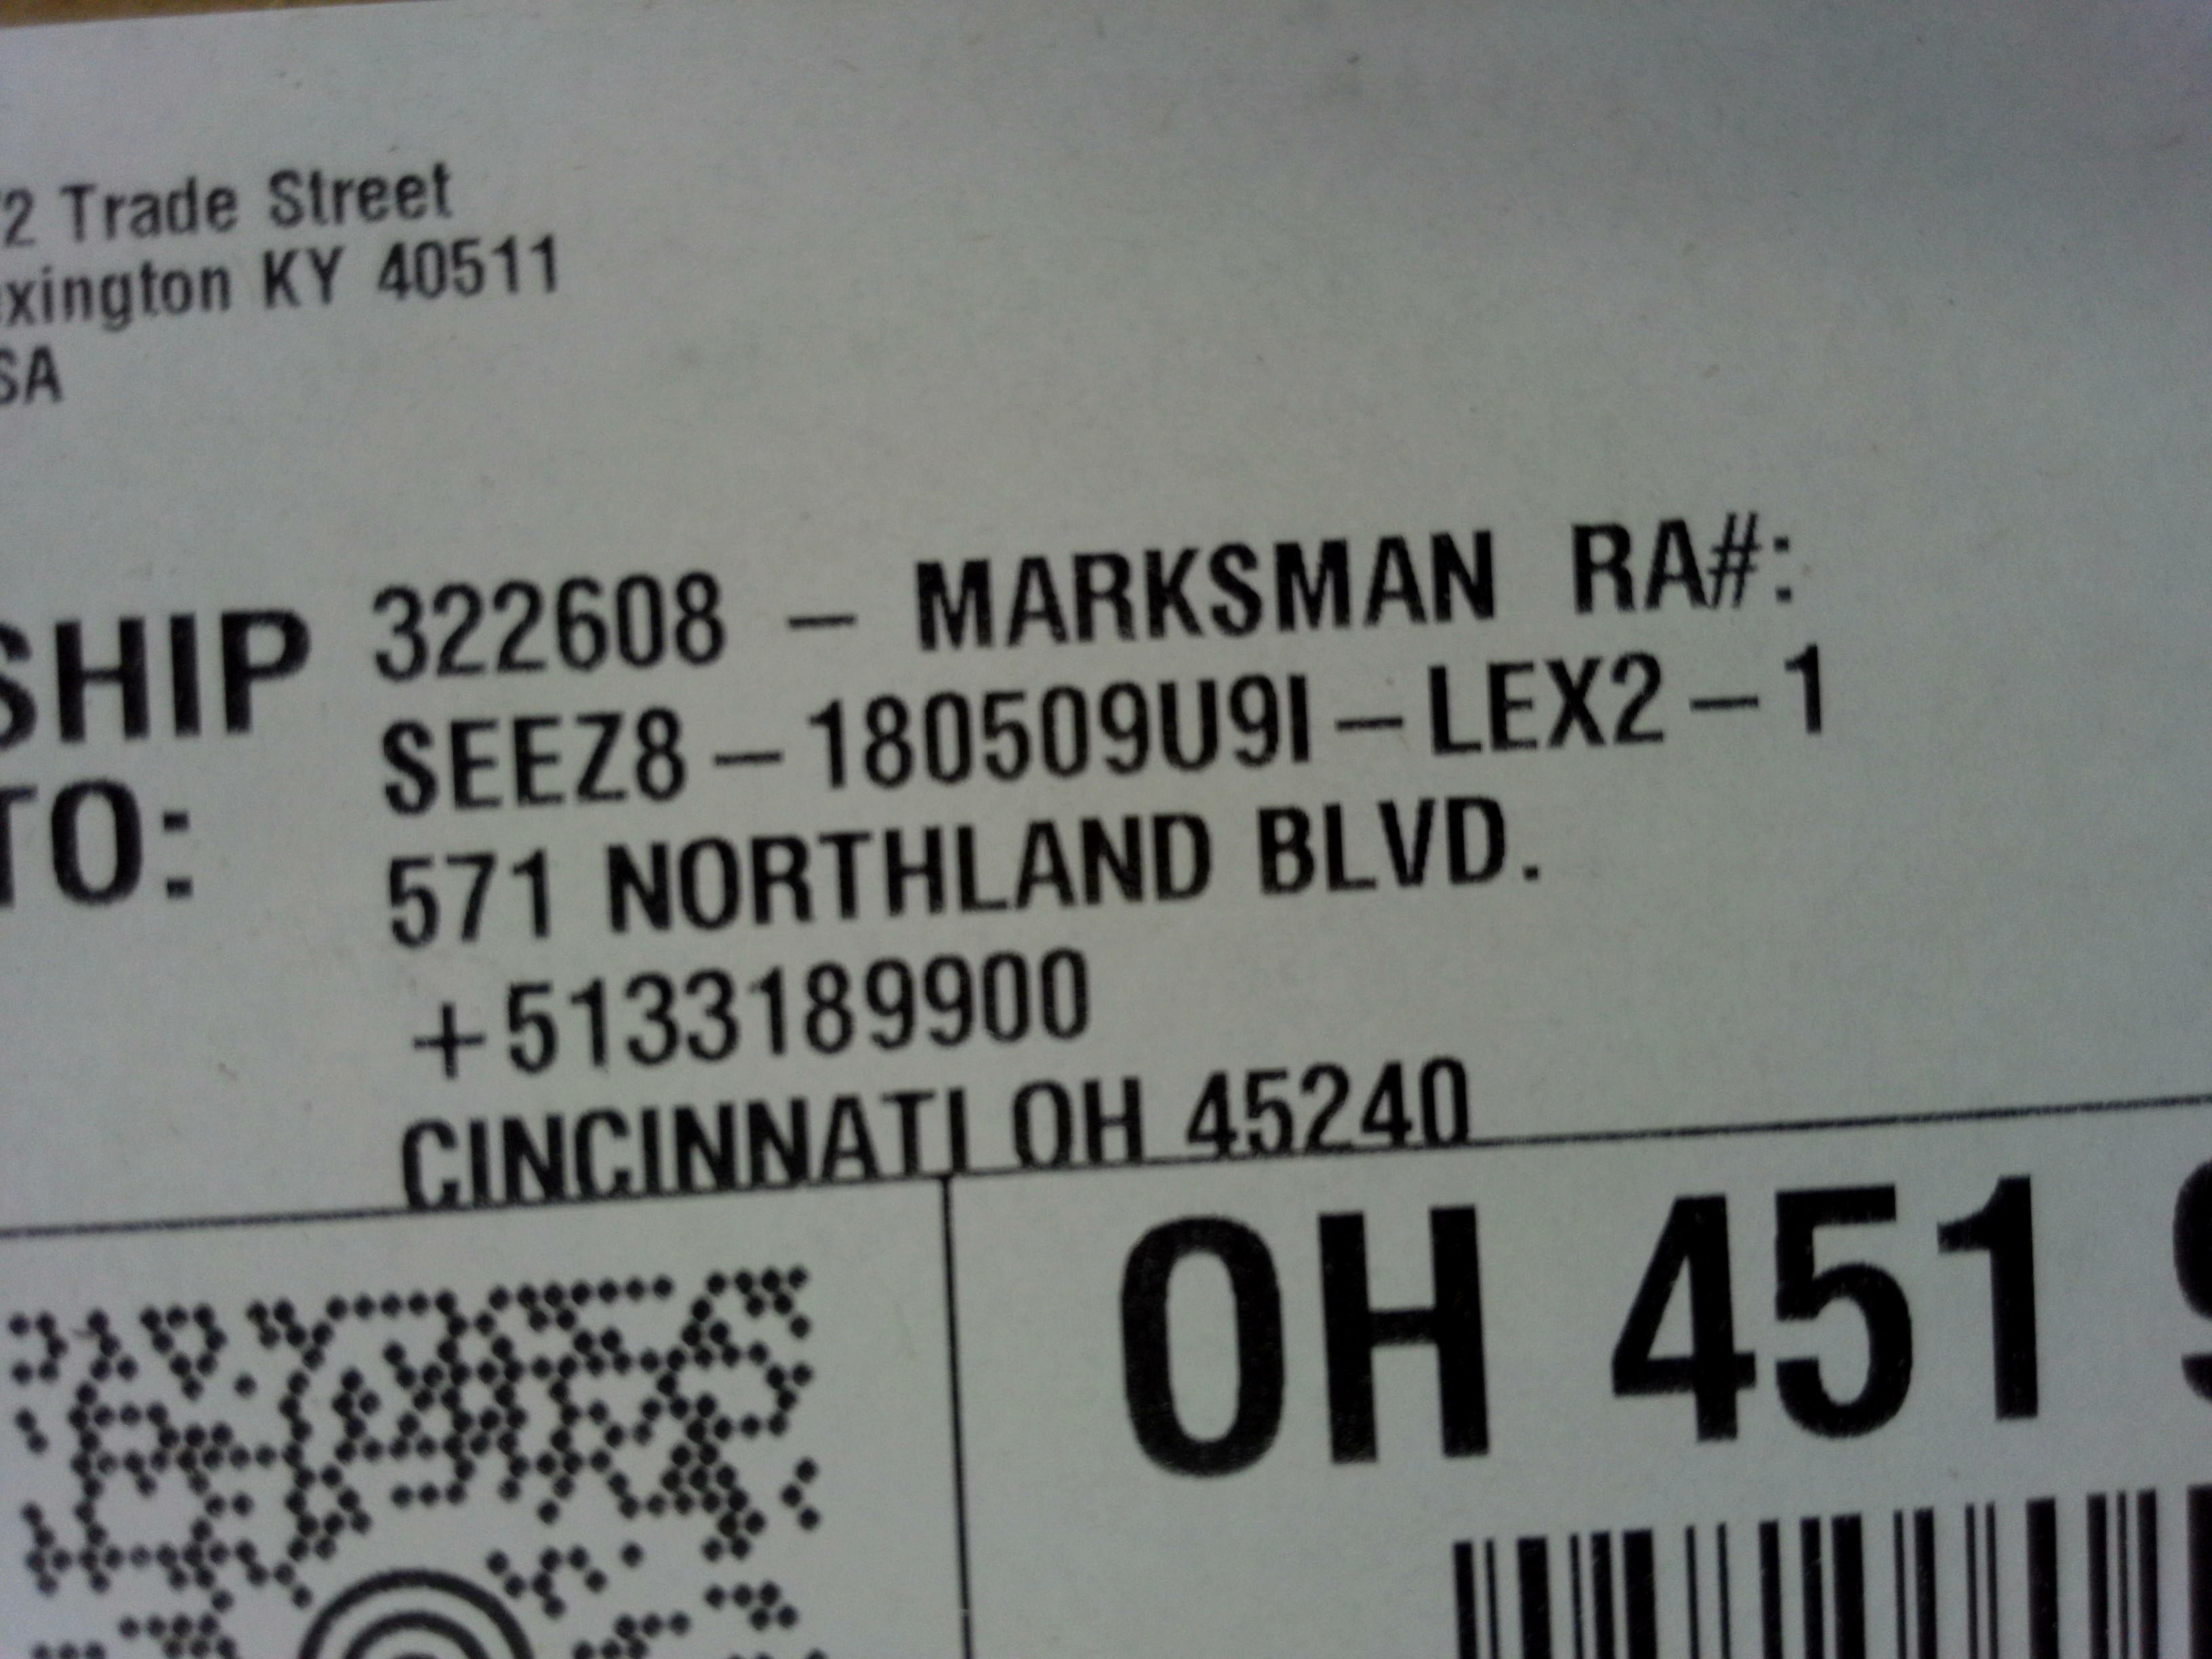 2 Trade Street
xington KY 40511
SA
SHIP TO:
322608 – MARKSMAN RA#:
SEEZ8–180509U9I–LEX2–1
571 NORTHLAND BLVD.
+5133189900
CINCINNATI OH 45240
OH 451 9